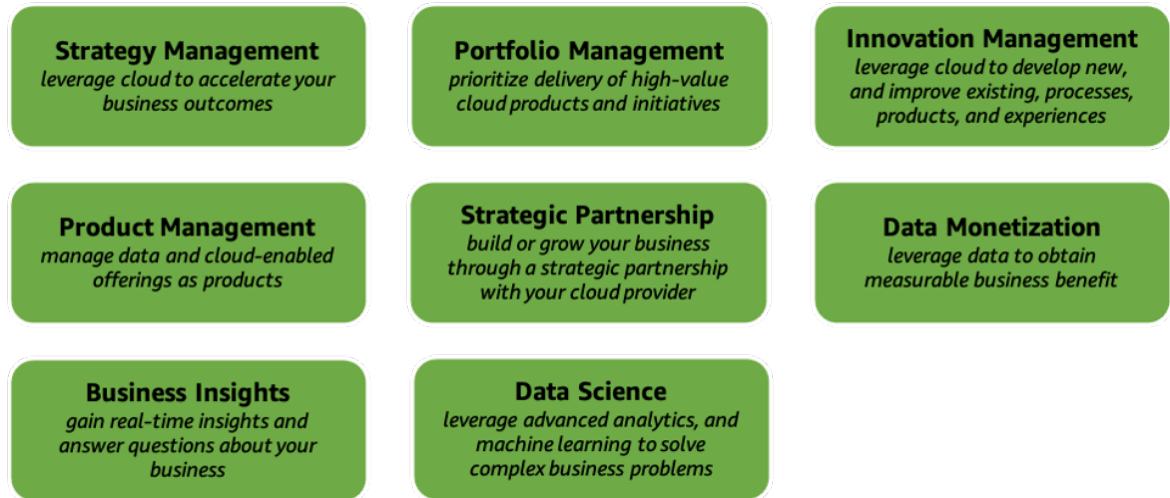 Strategy Management
leverage cloud to accelerate your
business outcomes
Portfolio Management
prioritize delivery of high-value
cloud products and initiatives
Innovation Management
leverage cloud to develop new,
and improve existing, processes,
products, and experiences
Product Management
manage data and cloud-enabled
offerings as products
Strategic Partnership
build or grow your business
through a strategic partnership
with your cloud provider
Data Monetization
leverage data to obtain
measurable business benefit
Business Insights
gain real-time insights and
answer questions about your
business
Data Science
leverage advanced analytics, and
machine learning to solve
complex business problems